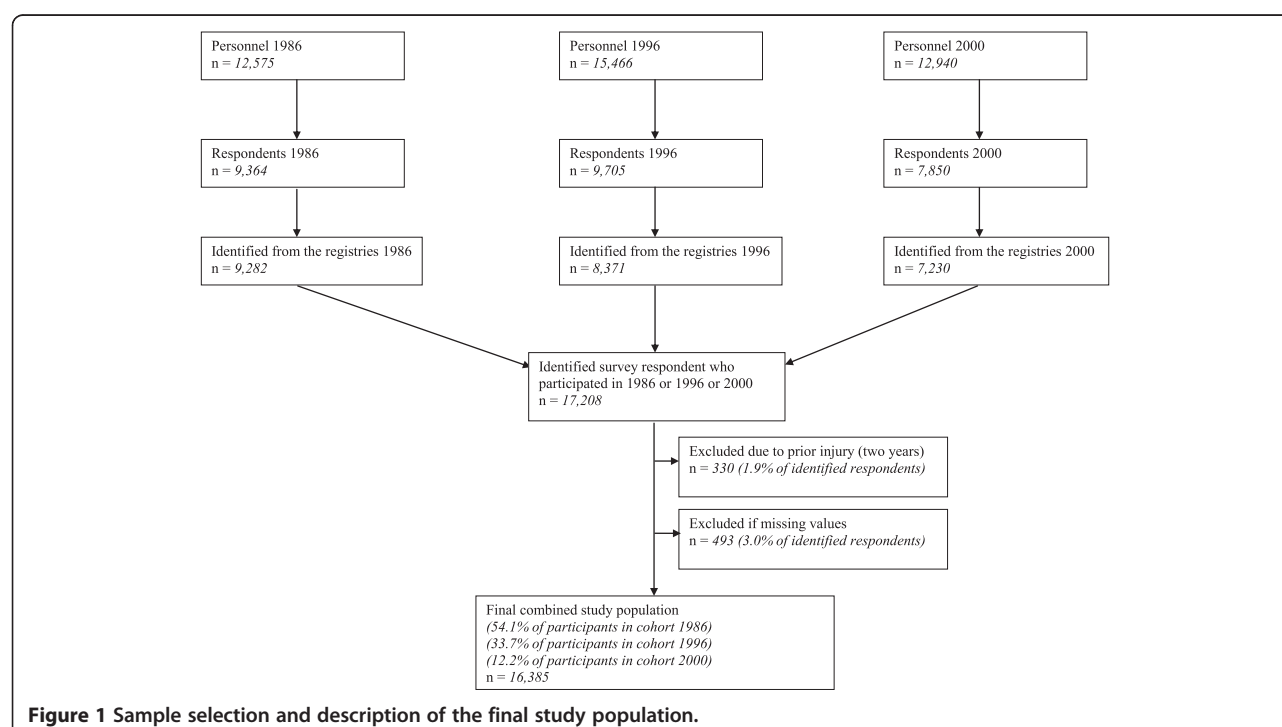 Personnel 1986
n = 12,575
Personnel 1996
n = 15,466
Personnel 2000
n = 12,940
Respondents 1986
n = 9,364
Respondents 1996
n = 9,705
Respondents 2000
n = 7,850
Identified from the registries 1986
n = 9,282
Identified from the registries 1996
n = 8,371
Identified from the registries 2000
n = 7,230
Identified survey respondent who
participated in 1986 or 1996 or 2000
n = 17,208
Excluded due to prior injury (two years)
n = 330 (1.9% of identified respondents)
Excluded if missing values
n = 493 (3.0% of identified respondents)
Final combined study population
(54.1% of participants in cohort 1986)
(33.7% of participants in cohort 1996)
(12.2% of participants in cohort 2000)
n = 16,385
Figure 1 Sample selection and description of the final study population.